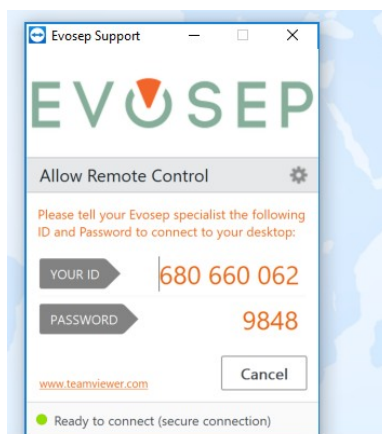 Evosep Support
EVOSEP
Allow Remote Control
Please tell your Evosep specialist the following
ID and Password to connect to your desktop:
YOUR ID 680 660 062
PASSWORD 9848
www.teamviewer.com Cancel
Ready to connect (secure connection)